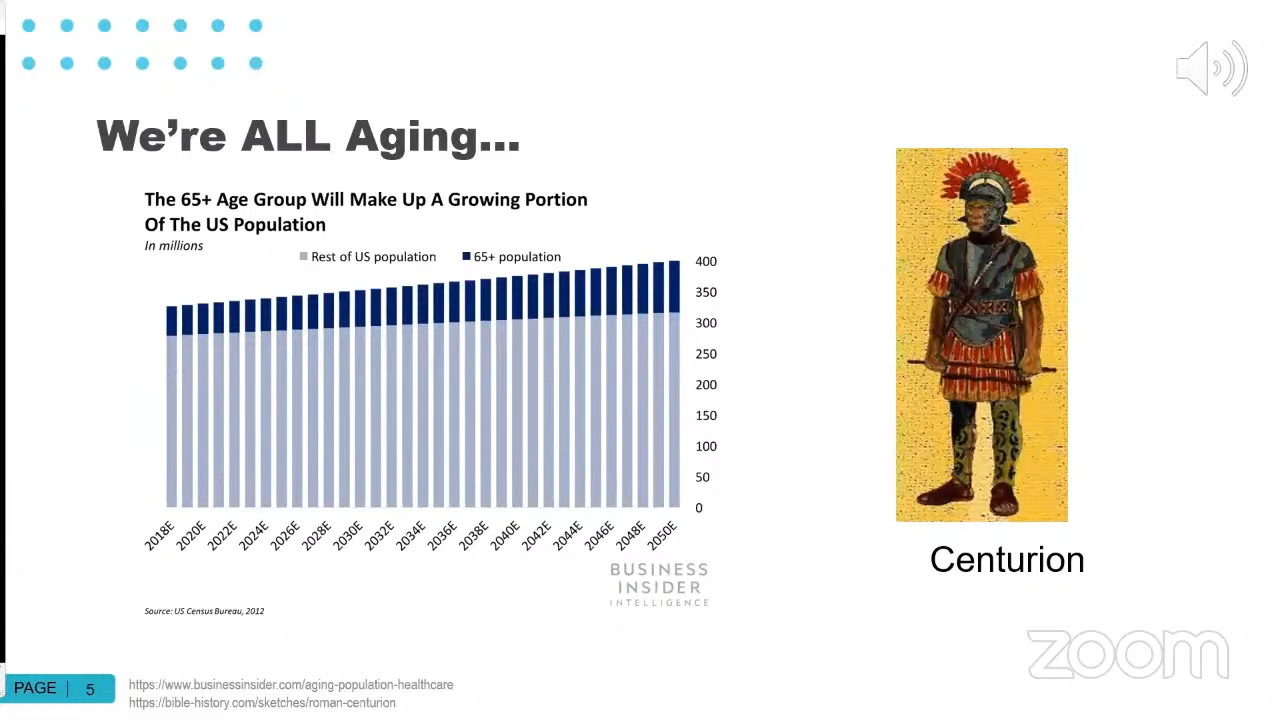 We're ALL Aging...
The 65+ Age Group Will Make Up A Growing Portion
Of The US Population
In millions
Rest of US population
65+ population
400
350
300
250
200
150
100
50
0
2018E
2020E
2022E
2024E
2026E
2028E
2030E
2032E
2034E
2036E
2038E
2040E
2042E
2044E
2046E
2048E
2050E
BUSINESS
INSIDER
INTELLIGENCE
Source: US Census Bureau, 2012
Centurion
zoom
PAGE | 5
https://www.businessinsider.com/aging-population-healthcare
https://bible-history.com/sketches/roman-centurion